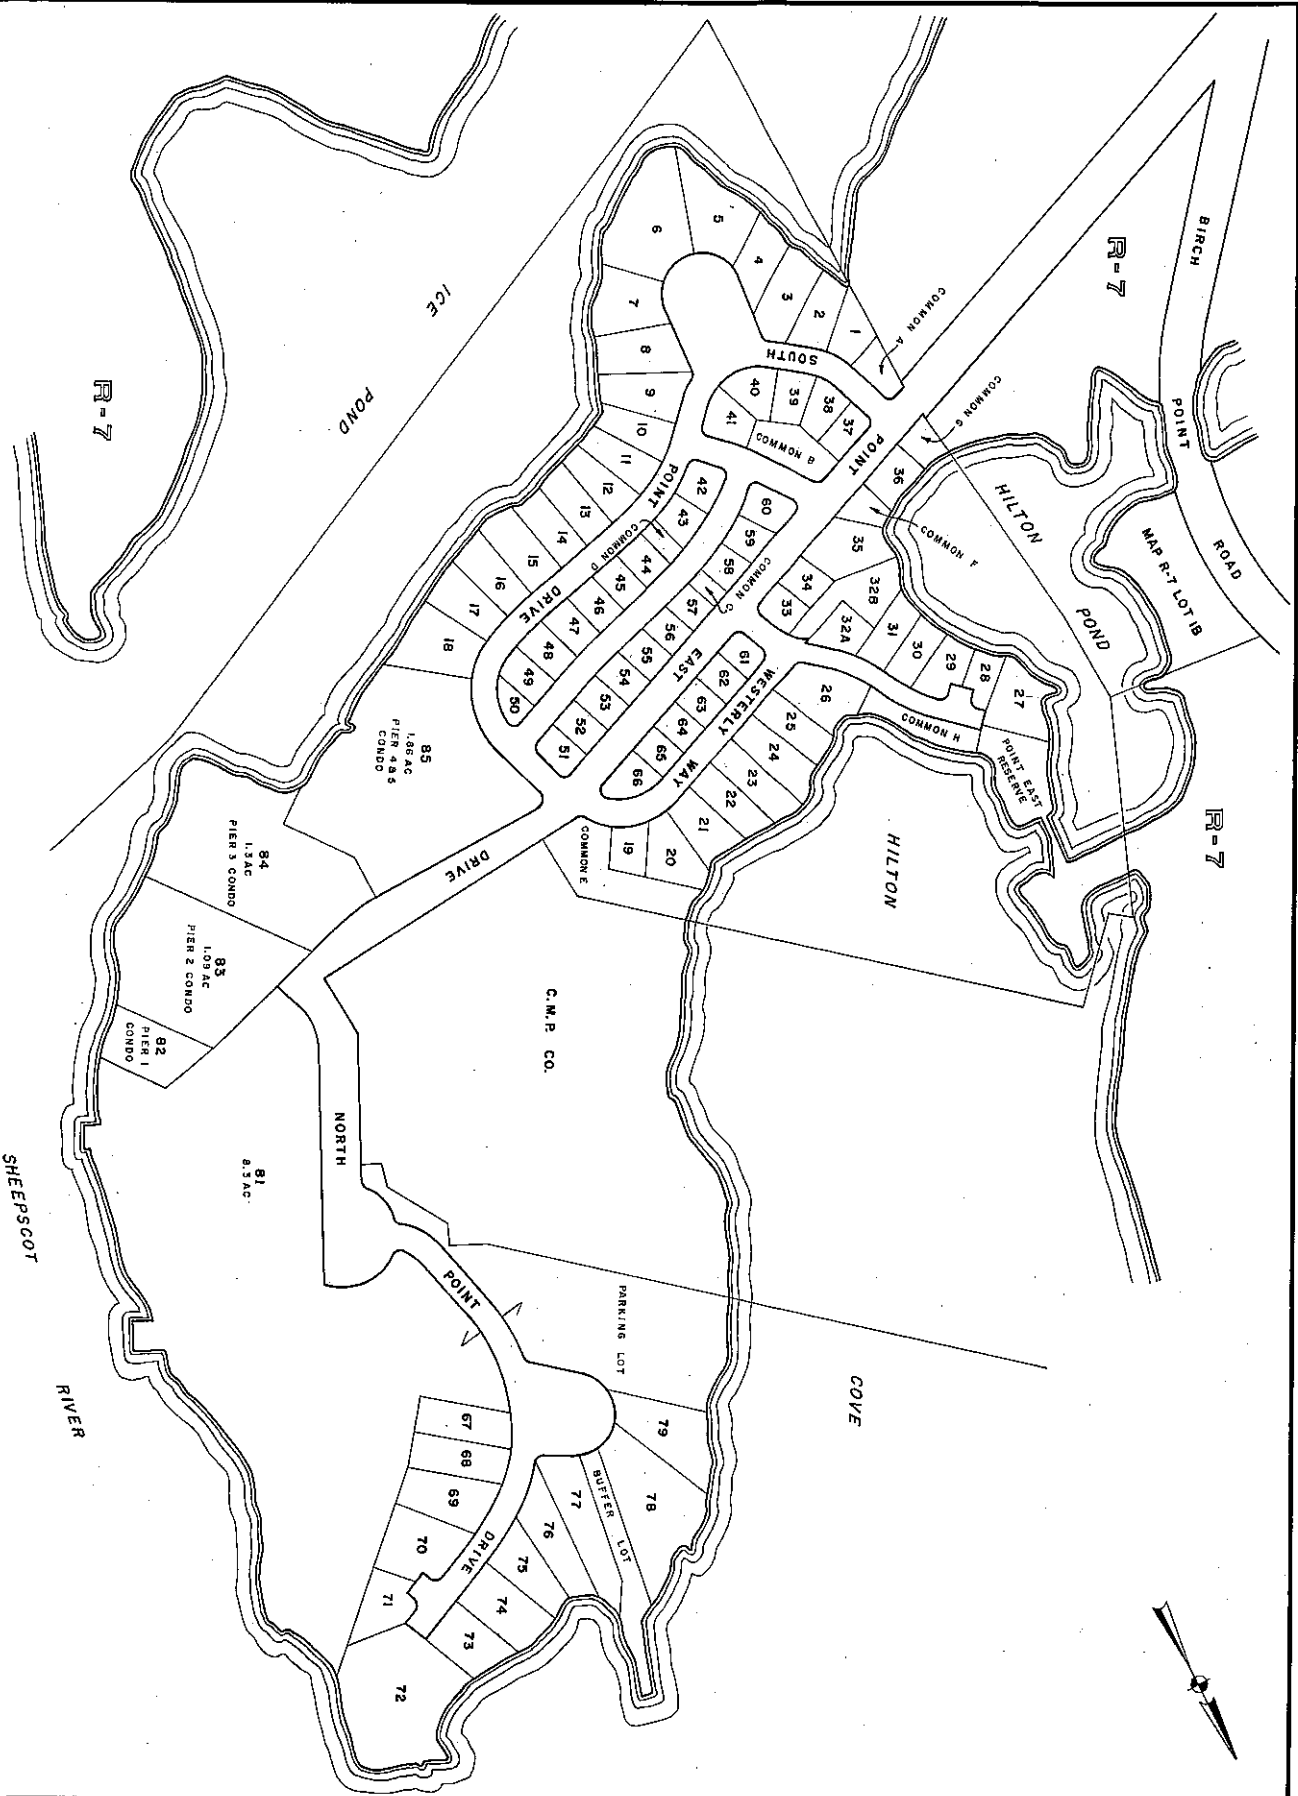 BIRCH
POINT
ROAD
R-7
R-7
R-7
MAP R-7 LOT 1B
HILTON
POND
HILTON
COVE
ICE
POND
SHEEPSCOT
RIVER
COMMON A
COMMON G
COMMON F
COMMON B
COMMON D
COMMON C
COMMON H
COMMON E
POINT EAST
RESERVE
SOUTH
POINT
DRIVE
POINT
EAST
DRIVE
WESTERLY
WAY
NORTH
POINT
DRIVE
C.M.P. CO.
PARKING LOT
BUFFER LOT
1
2
3
4
5
6
7
8
9
10
11
12
13
14
15
16
17
18
19
20
21
22
23
24
25
26
27
28
29
30
31
32A
32B
33
34
35
36
37
38
39
40
41
42
43
44
45
46
47
48
49
50
51
52
53
54
55
56
57
58
59
60
61
62
63
64
65
66
67
68
69
70
71
72
73
74
75
76
77
78
79
81
8.3 AC
82
PIER 1
CONDO
83
1.09 AC
PIER 2 CONDO
84
1.3 AC
PIER 3 CONDO
85
1.86 AC
PIER 4 & 5
CONDO